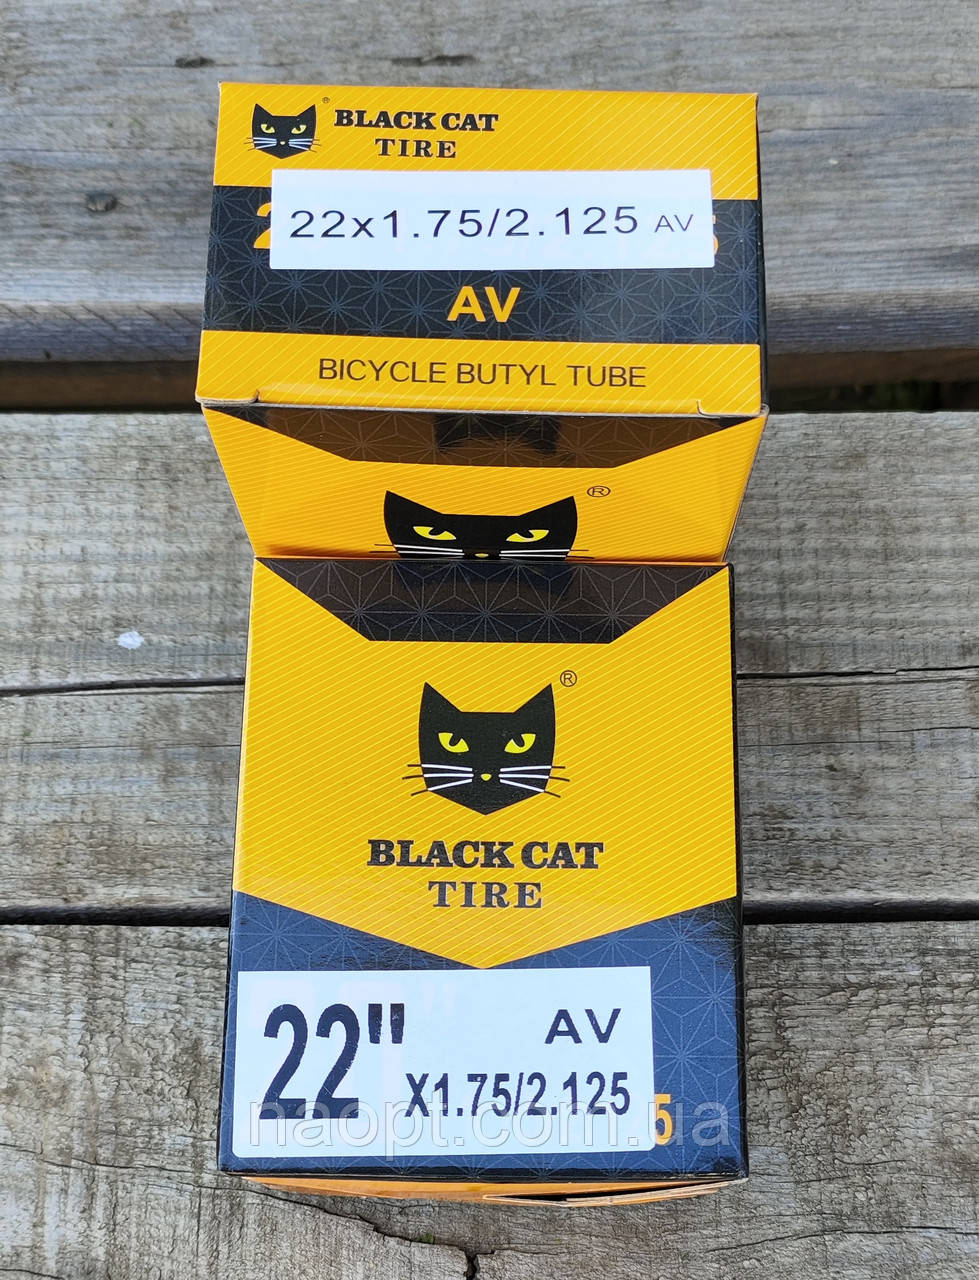 ®
BLACK CAT
TIRE
22x1.75/2.125 AV
AV
BICYCLE BUTYL TUBE
®
®
BLACK CAT
TIRE
22" AV
X1.75/2.125
5
naopt.com.ua